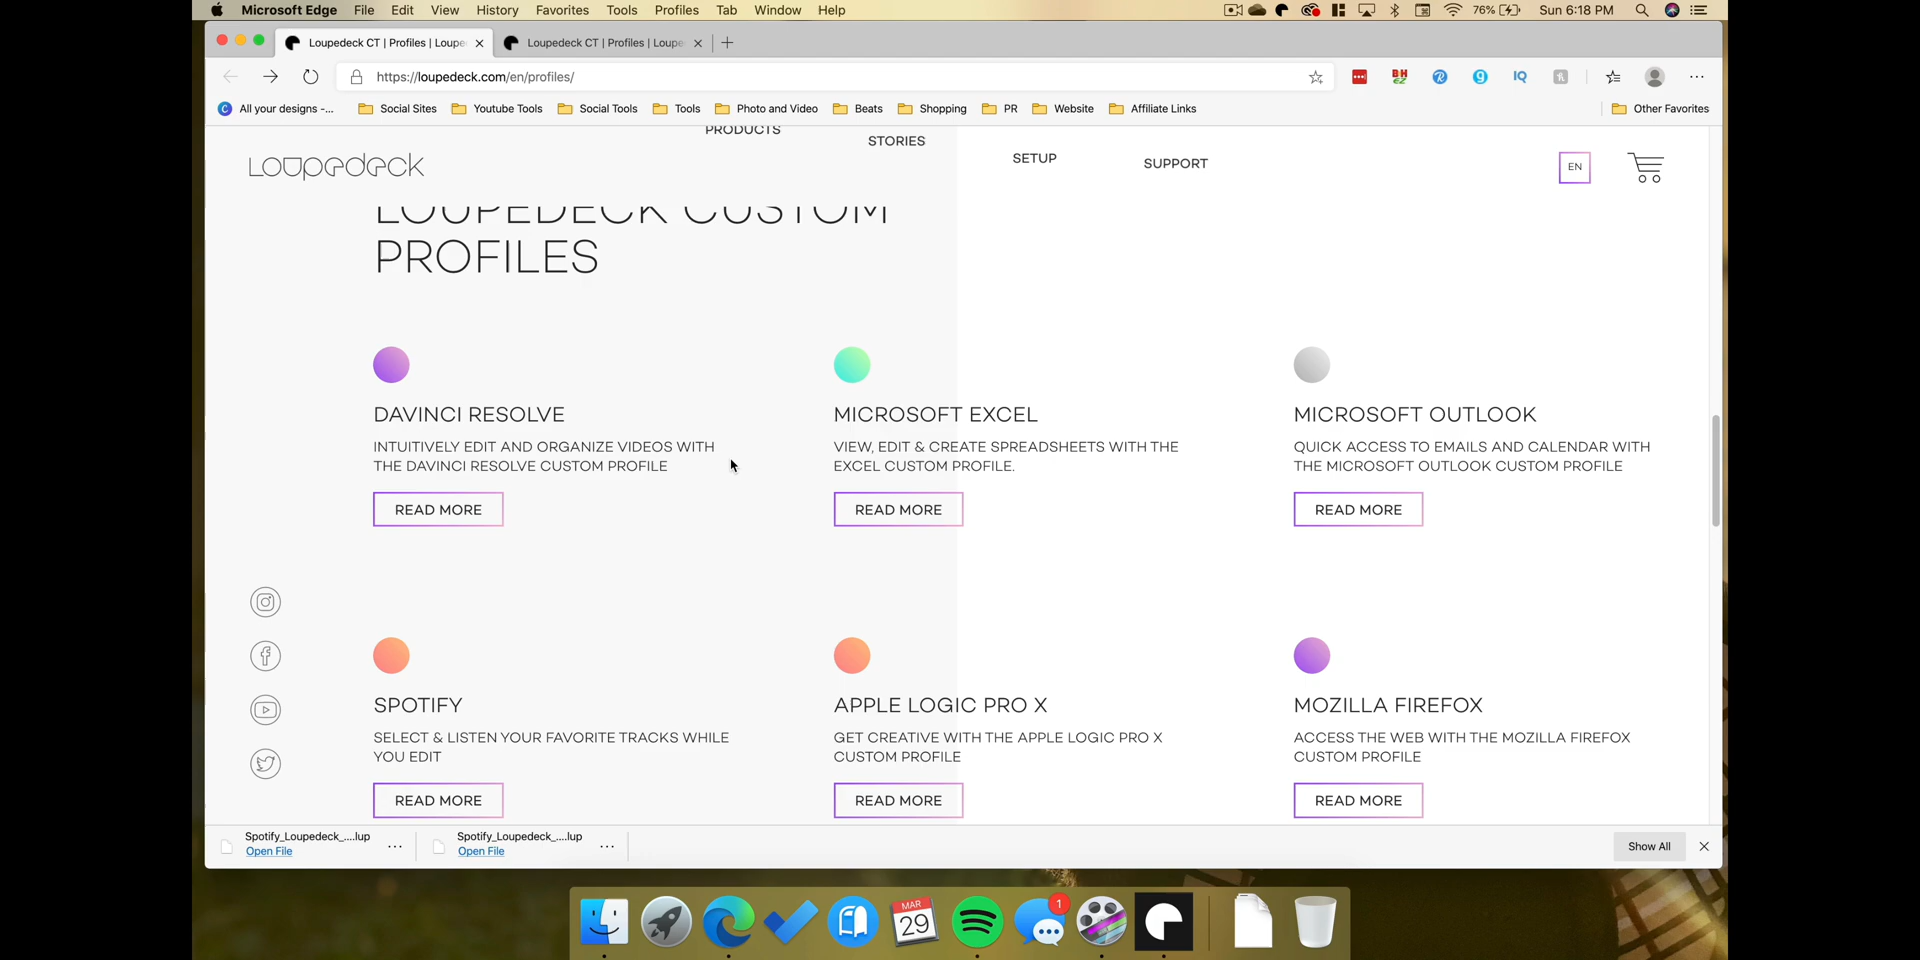 Microsoft Edge File Edit View History Favorites Tools Profiles Tab Window Help
76% Sun 6:18 PM
Loupedeck CT | Profiles | Loupe
Loupedeck CT | Profiles | Loupe
https://loupedeck.com/en/profiles/
BH
EZ
IQ
All your designs -...
Social Sites
Youtube Tools
Social Tools
Tools
Photo and Video
Beats
Shopping
PR
Website
Affiliate Links
Other Favorites
PRODUCTS
STORIES
SETUP
SUPPORT
Loupedeck
EN
LOUPEDECK CUSTOM
PROFILES
DAVINCI RESOLVE
INTUITIVELY EDIT AND ORGANIZE VIDEOS WITH
THE DAVINCI RESOLVE CUSTOM PROFILE
READ MORE
MICROSOFT EXCEL
VIEW, EDIT & CREATE SPREADSHEETS WITH THE
EXCEL CUSTOM PROFILE.
READ MORE
MICROSOFT OUTLOOK
QUICK ACCESS TO EMAILS AND CALENDAR WITH
THE MICROSOFT OUTLOOK CUSTOM PROFILE
READ MORE
SPOTIFY
SELECT & LISTEN YOUR FAVORITE TRACKS WHILE
YOU EDIT
READ MORE
APPLE LOGIC PRO X
GET CREATIVE WITH THE APPLE LOGIC PRO X
CUSTOM PROFILE
READ MORE
MOZILLA FIREFOX
ACCESS THE WEB WITH THE MOZILLA FIREFOX
CUSTOM PROFILE
READ MORE
Spotify_Loupedeck_....lup
Open File
Spotify_Loupedeck_....lup
Open File
Show All
MAR
29
1